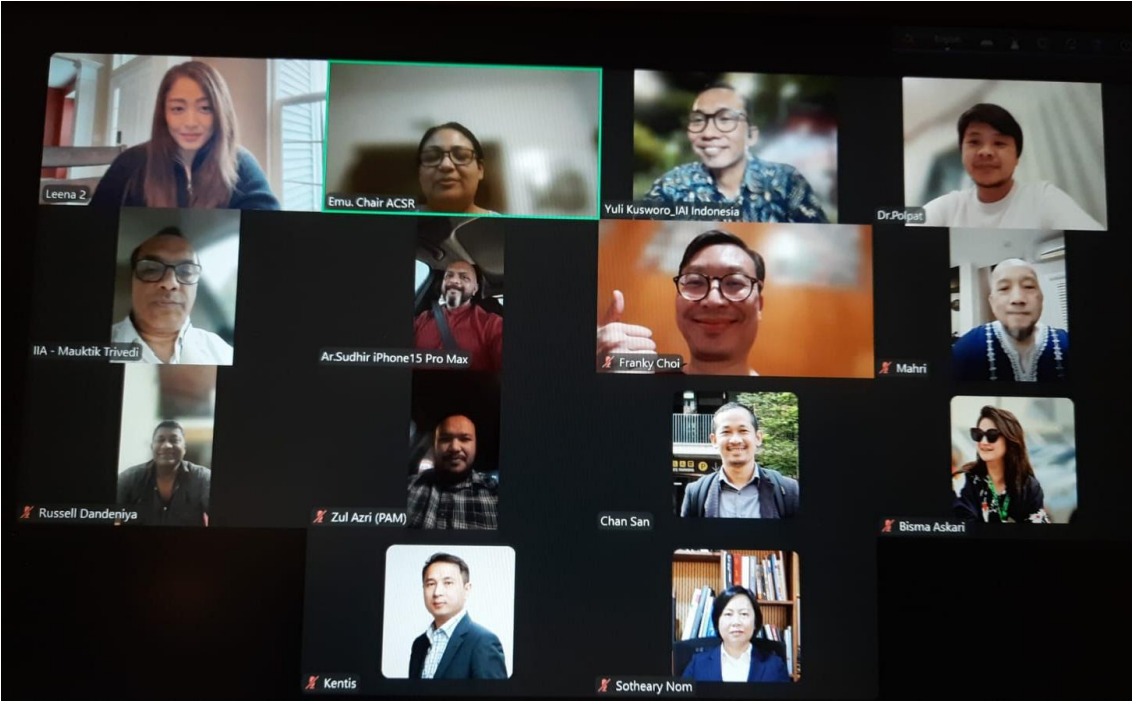 Leena 2
Emu. Chair ACSR
Yuli Kusworo_IAI Indonesia
Dr.Polpat
IIA - Mauktik Trivedi
Ar.Sudhir iPhone15 Pro Max
Franky Choi
Mahri
Russell Dandeniya
Zul Azri (PAM)
Chan San
Bisma Askari
Kentis
Sotheary Nom